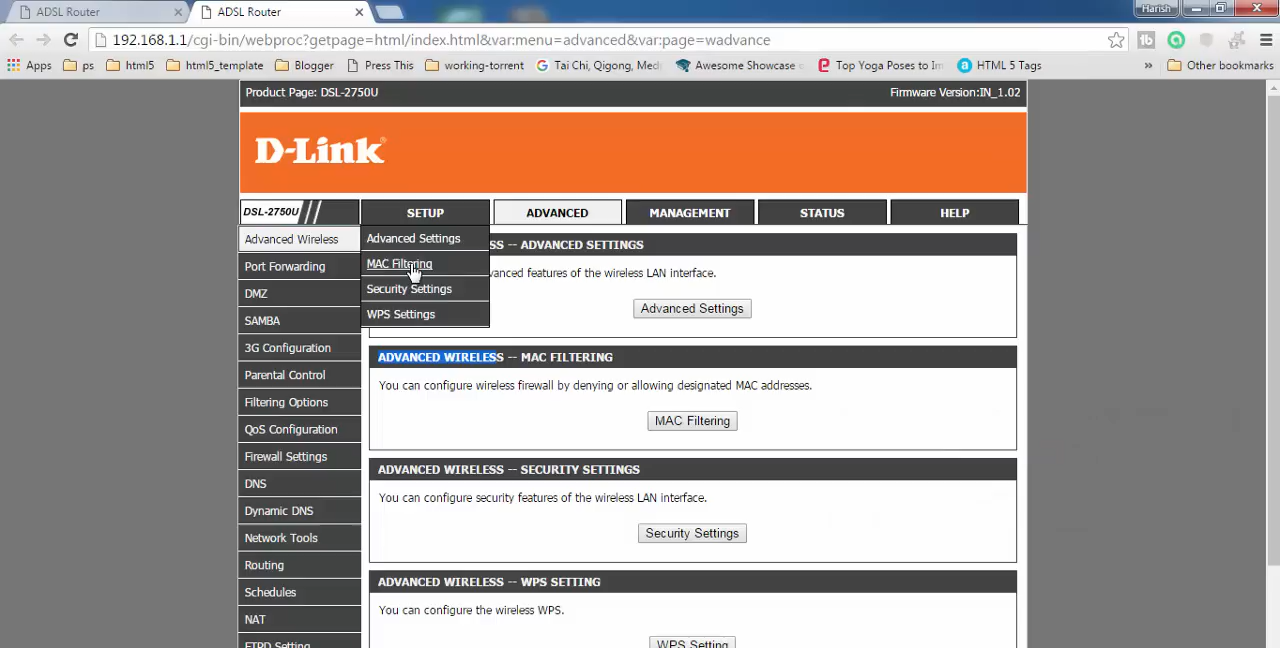 ADSL Router
ADSL Router
Harish
192.168.1.1/cgi-bin/webproc?getpage=html/index.html&var:menu=advanced&var:page=wadvance
Apps ps html5 html5_template Blogger Press This working-torrent Tai Chi, Qigong, Med Awesome Showcase Top Yoga Poses to Im HTML 5 Tags » Other bookmarks
Product Page: DSL-2750U Firmware Version:IN_1.02
D-Link
DSL-2750U SETUP ADVANCED MANAGEMENT STATUS HELP
Advanced Wireless
Port Forwarding
DMZ
SAMBA
3G Configuration
Parental Control
Filtering Options
QoS Configuration
Firewall Settings
DNS
Dynamic DNS
Network Tools
Routing
Schedules
NAT
FTPD Setting
Advanced Settings
MAC Filtering
Security Settings
WPS Settings
SS -- ADVANCED SETTINGS
vanced features of the wireless LAN interface.
Advanced Settings
ADVANCED WIRELESS -- MAC FILTERING
You can configure wireless firewall by denying or allowing designated MAC addresses.
MAC Filtering
ADVANCED WIRELESS -- SECURITY SETTINGS
You can configure security features of the wireless LAN interface.
Security Settings
ADVANCED WIRELESS -- WPS SETTING
You can configure the wireless WPS.
WPS Setting